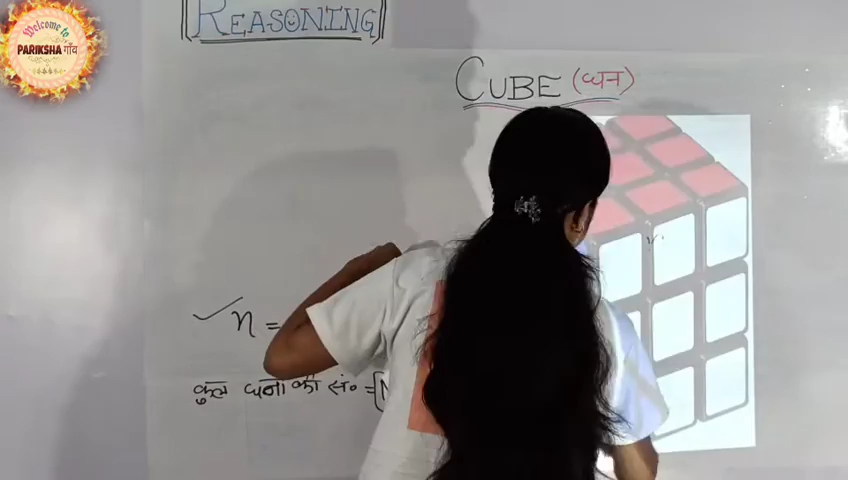 Welcome to
PARIKSHA गाँव
REASONING
CUBE (घन)
n =
कुल घनों की सं० =